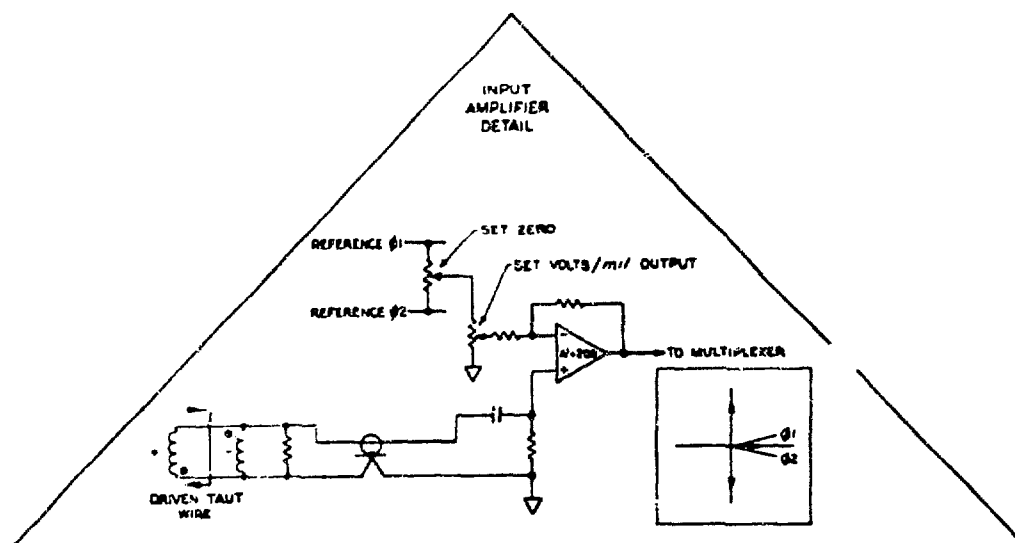 INPUT
AMPLIFIER
DETAIL
REFERENCE ϕ1
SET ZERO
SET VOLTS/mil OUTPUT
REFERENCE ϕ2
−
+
TO MULTIPLEXER
ϕ1
ϕ2
DRIVEN TAUT
WIRE